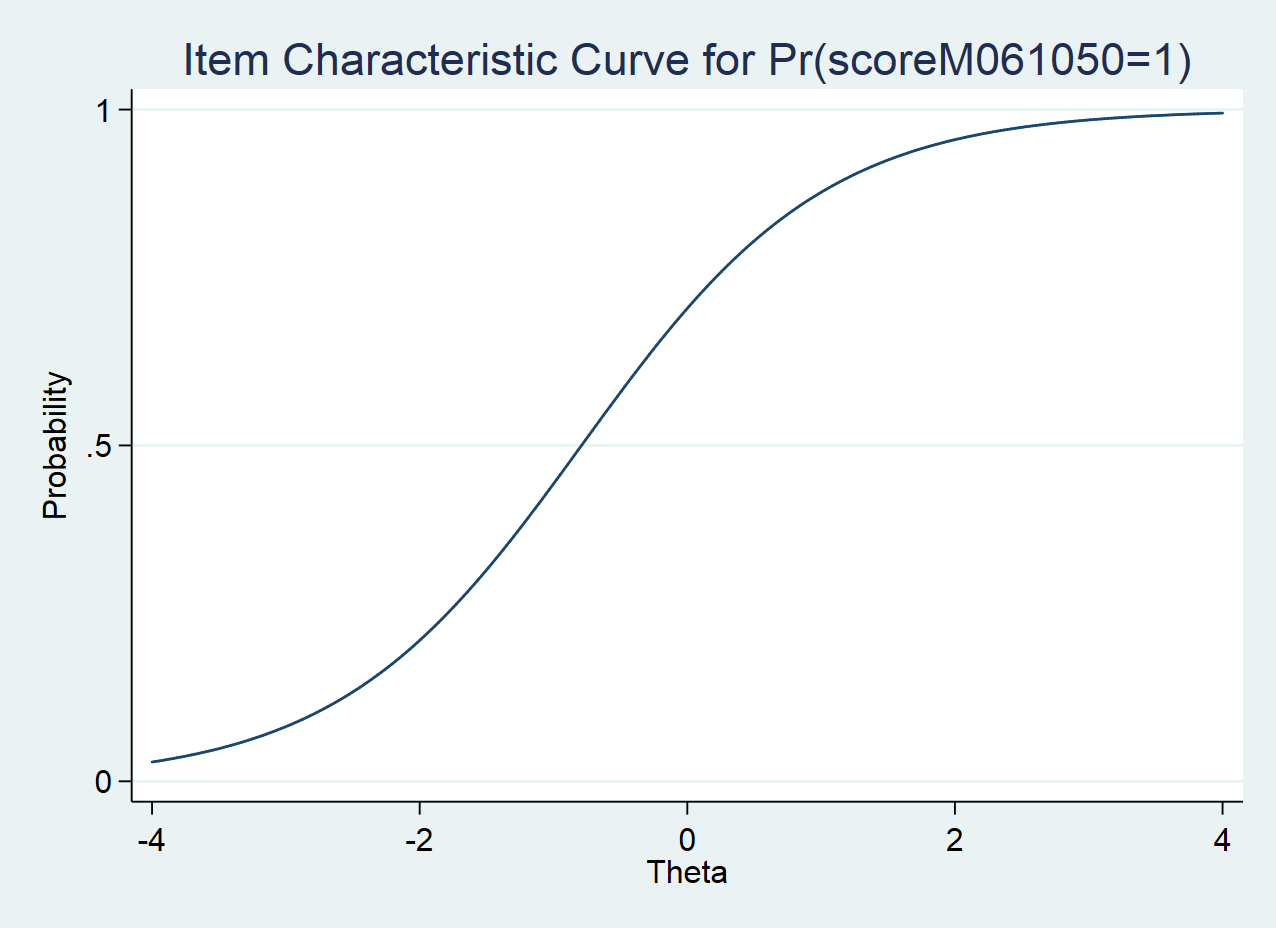 Item Characteristic Curve for Pr(scoreM061050=1)
1
.5
0
Probability
-4 -2 0 2 4
Theta